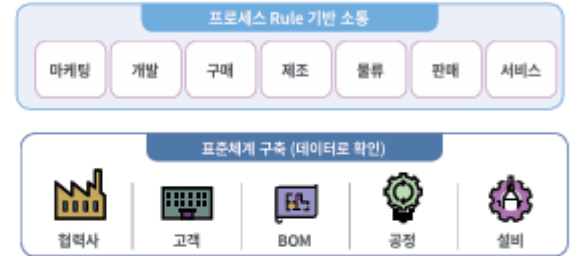 프로세스 Rule 기반 소통
마케팅 개발 구매 제조 물류 판매 서비스
표준체계 구축 (데이터로 확인)
협력사 고객 BOM 공정 설비